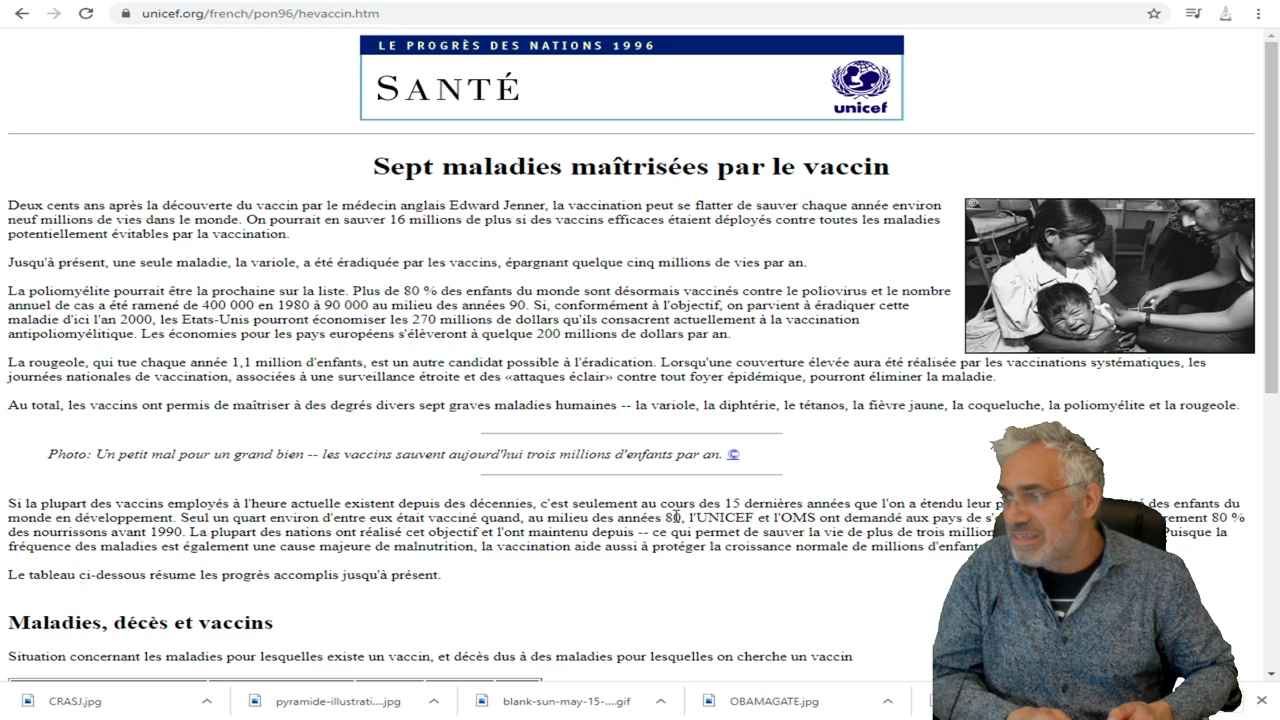 unicef.org/french/pon96/hevaccin.htm
LE PROGRÈS DES NATIONS 1996
SANTÉ
unicef
Sept maladies maîtrisées par le vaccin
Deux cents ans après la découverte du vaccin par le médecin anglais Edward Jenner, la vaccination peut se flatter de sauver chaque année environ
neuf millions de vies dans le monde. On pourrait en sauver 16 millions de plus si des vaccins efficaces étaient déployés contre toutes les maladies
potentiellement évitables par la vaccination.
Jusqu'à présent, une seule maladie, la variole, a été éradiquée par les vaccins, épargnant quelque cinq millions de vies par an.
La poliomyélite pourrait être la prochaine sur la liste. Plus de 80 % des enfants du monde sont désormais vaccinés contre le poliovirus et le nombre
annuel de cas a été ramené de 400 000 en 1980 à 90 000 au milieu des années 90. Si, conformément à l'objectif, on parvient à éradiquer cette
maladie d'ici l'an 2000, les Etats-Unis pourront économiser les 270 millions de dollars qu'ils consacrent actuellement à la vaccination
antipoliomyélitique. Les économies pour les pays européens s'élèveront à quelque 200 millions de dollars par an.
La rougeole, qui tue chaque année 1,1 million d'enfants, est un autre candidat possible à l'éradication. Lorsqu'une couverture élevée aura été réalisée par les vaccinations systématiques, les
journées nationales de vaccination, associées à une surveillance étroite et des «attaques éclair» contre tout foyer épidémique, pourront éliminer la maladie.
Au total, les vaccins ont permis de maîtriser à des degrés divers sept graves maladies humaines -- la variole, la diphtérie, le tétanos, la fièvre jaune, la coqueluche, la poliomyélite et la rougeole.
Photo: Un petit mal pour un grand bien -- les vaccins sauvent aujourd'hui trois millions d'enfants par an. ©
Si la plupart des vaccins employés à l'heure actuelle existent depuis des décennies, c'est seulement au cours des 15 dernières années que l'on a étendu leur des enfants du
monde en développement. Seul un quart environ d'entre eux était vacciné quand, au milieu des années 80, l'UNICEF et l'OMS ont demandé aux pays de 80 %
des nourrissons avant 1990. La plupart des nations ont réalisé cet objectif et l'ont maintenu depuis -- ce qui permet de sauver la vie de plus de trois Puisque la
fréquence des maladies est également une cause majeure de malnutrition, la vaccination aide aussi à protéger la croissance normale de millions
Le tableau ci-dessous résume les progrès accomplis jusqu'à présent.
Maladies, décès et vaccins
Situation concernant les maladies pour lesquelles existe un vaccin, et décès dus à des maladies pour lesquelles on cherche un vaccin
CRASJ.jpg
pyramide-illustrati....jpg
blank-sun-may-15-....gif
OBAMAGATE.jpg